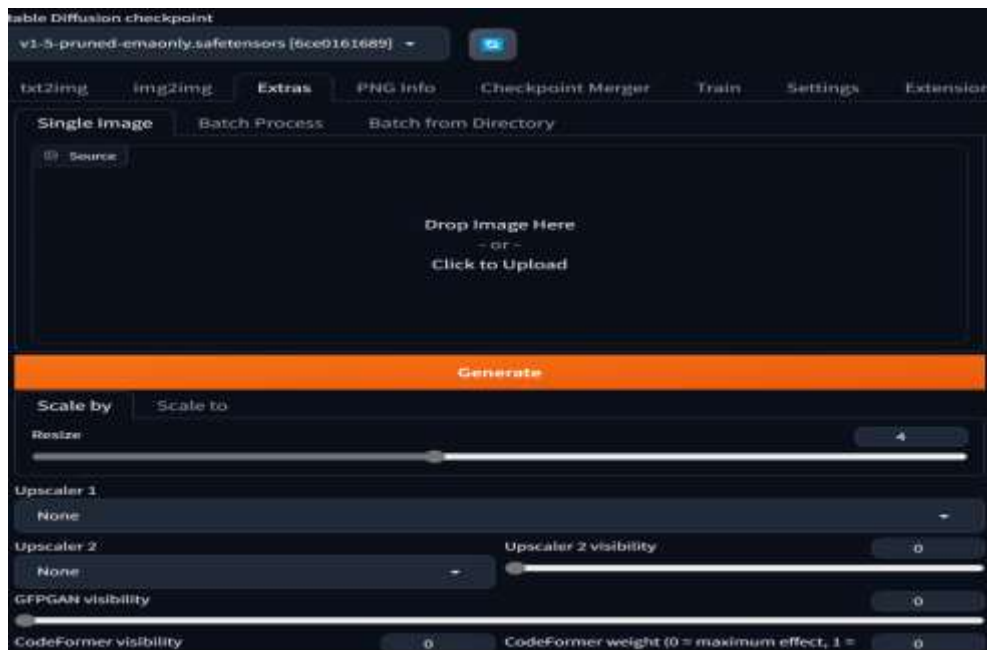 table Diffusion checkpoint
v1-5-pruned-emaonly.safetensors [6ce0161689]
txt2img img2img Extras PNG Info Checkpoint Merger Train Settings Extension
Single Image Batch Process Batch from Directory
Source
Drop Image Here
- or -
Click to Upload
Generate
Scale by Scale to
Resize 4
Upscaler 1
None
Upscaler 2 Upscaler 2 visibility 0
None
GFPGAN visibility 0
CodeFormer visibility 0 CodeFormer weight (0 = maximum effect, 1 = 0